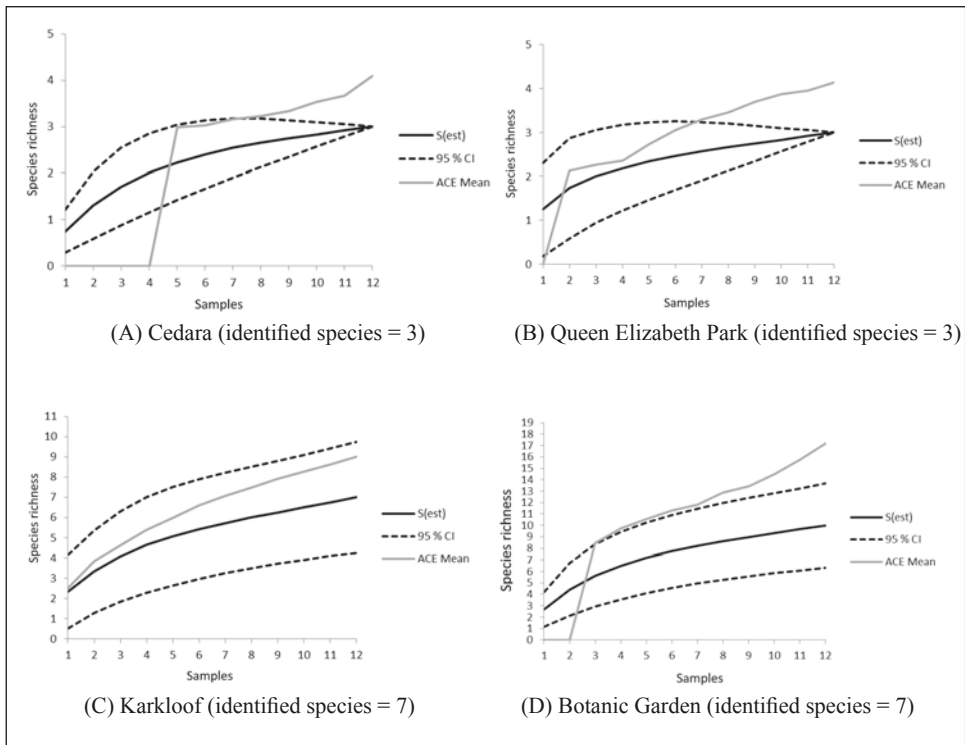 5
4
3
2
1
0
Species richness
1 2 3 4 5 6 7 8 9 10 11 12
Samples
S(est)
95 % CI
ACE Mean
(A) Cedara (identified species = 3)
5
4
3
2
1
0
Species richness
1 2 3 4 5 6 7 8 9 10 11 12
Samples
S(est)
95 % CI
ACE Mean
(B) Queen Elizabeth Park (identified species = 3)
11
10
9
8
7
6
5
4
3
2
1
0
Species richness
1 2 3 4 5 6 7 8 9 10 11 12
Samples
S(est)
95 % CI
ACE Mean
(C) Karkloof (identified species = 7)
19
18
17
16
15
14
13
12
11
10
9
8
7
6
5
4
3
2
1
0
Species richness
1 2 3 4 5 6 7 8 9 10 11 12
Samples
S(est)
95 % CI
ACE Mean
(D) Botanic Garden (identified species = 7)